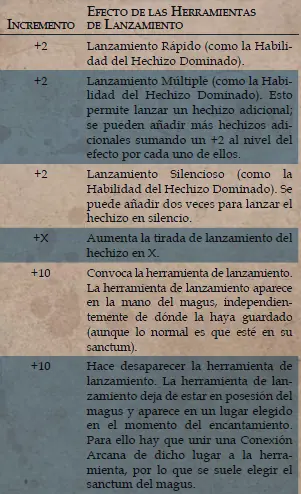 EFECTO DE LAS HERRAMIENTAS
INCREMENTO DE LANZAMIENTO
+2 Lanzamiento Rápido (como la Habili-
dad del Hechizo Dominado).
+2 Lanzamiento Múltiple (como la Habi-
lidad del Hechizo Dominado). Esto
permite lanzar un hechizo adicional;
se pueden añadir más hechizos adi-
cionales sumando un +2 al nivel del
efecto por cada uno de ellos.
+2 Lanzamiento Silencioso (como la
Habilidad del Hechizo Dominado). Se
puede añadir dos veces para lanzar el
hechizo en silencio.
+X Aumenta la tirada de lanzamiento del
hechizo en X.
+10 Convoca la herramienta de lanzamiento.
La herramienta de lanzamiento aparece
en la mano del magus, independien-
temente de dónde la haya guardado
(aunque lo normal es que esté en su
sanctum).
+10 Hace desaparecer la herramienta de
lanzamiento. La herramienta de lan-
zamiento deja de estar en posesión del
magus y aparece en un lugar elegido
en el momento del encantamiento.
Para ello hay que unir una Conexión
Arcana de dicho lugar a la herra-
mienta, por lo que se suele elegir el
sanctum del magus.